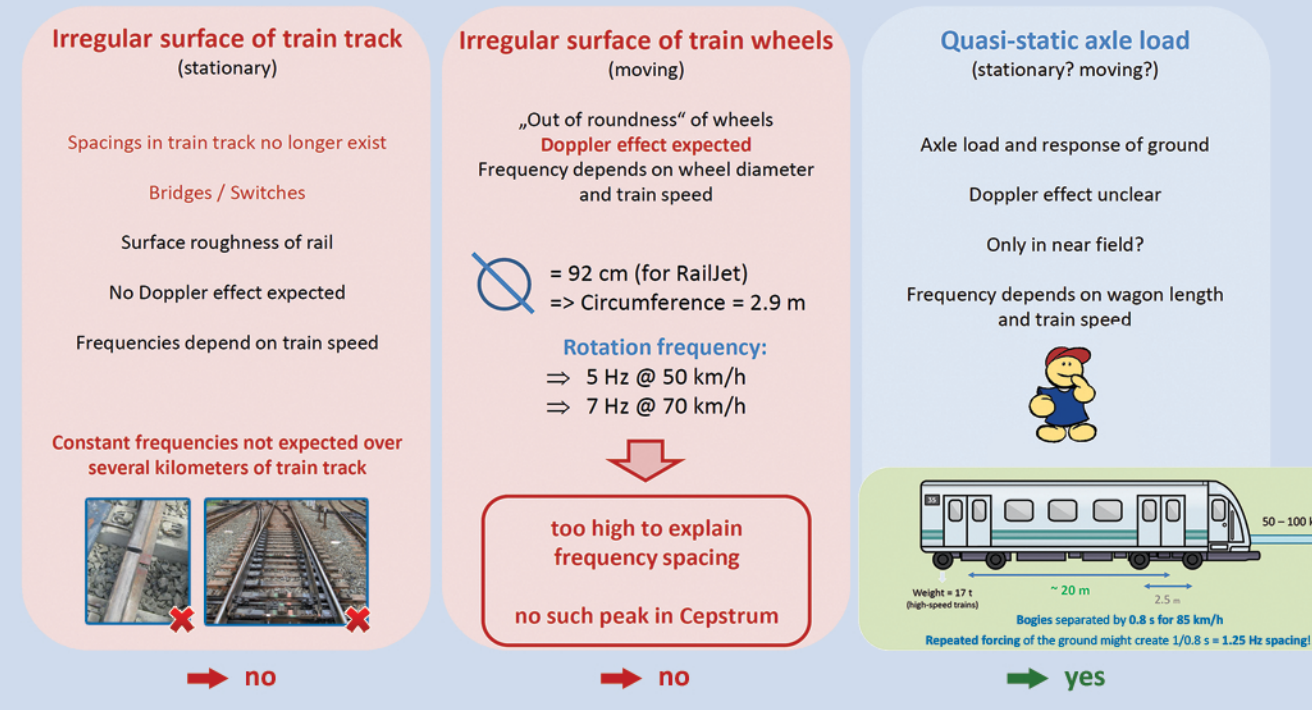 Irregular surface of train track
(stationary)
Spacings in train track no longer exist
Bridges / Switches
Surface roughness of rail
No Doppler effect expected
Frequencies depend on train speed
Constant frequencies not expected over
several kilometers of train track
no
Irregular surface of train wheels
(moving)
„Out of roundness“ of wheels
Doppler effect expected
Frequency depends on wheel diameter
and train speed
= 92 cm (for RailJet)
=> Circumference = 2.9 m
Rotation frequency:
⇒ 5 Hz @ 50 km/h
⇒ 7 Hz @ 70 km/h
too high to explain
frequency spacing
no such peak in Cepstrum
no
Quasi-static axle load
(stationary? moving?)
Axle load and response of ground
Doppler effect unclear
Only in near field?
Frequency depends on wagon length
and train speed
35
50 – 100 k
Weight = 17 t
(high-speed trains)
~ 20 m
2.5 m
Bogies separated by 0.8 s for 85 km/h
Repeated forcing of the ground might create 1/0.8 s = 1.25 Hz spacing!
yes